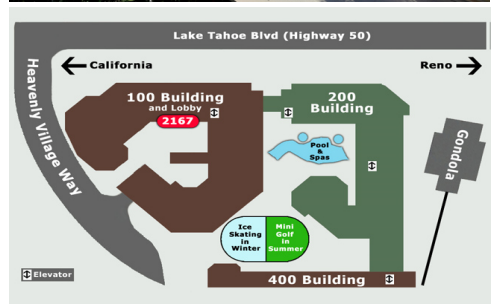 Lake Tahoe Blvd (Highway 50)
California
Reno
Heavenly Village Way
100 Building
and Lobby
2167
200
Building
Pool
&
Spas
Gondola
Ice
Skating
in
Winter
Mini
Golf
in
Summer
Elevator
400 Building